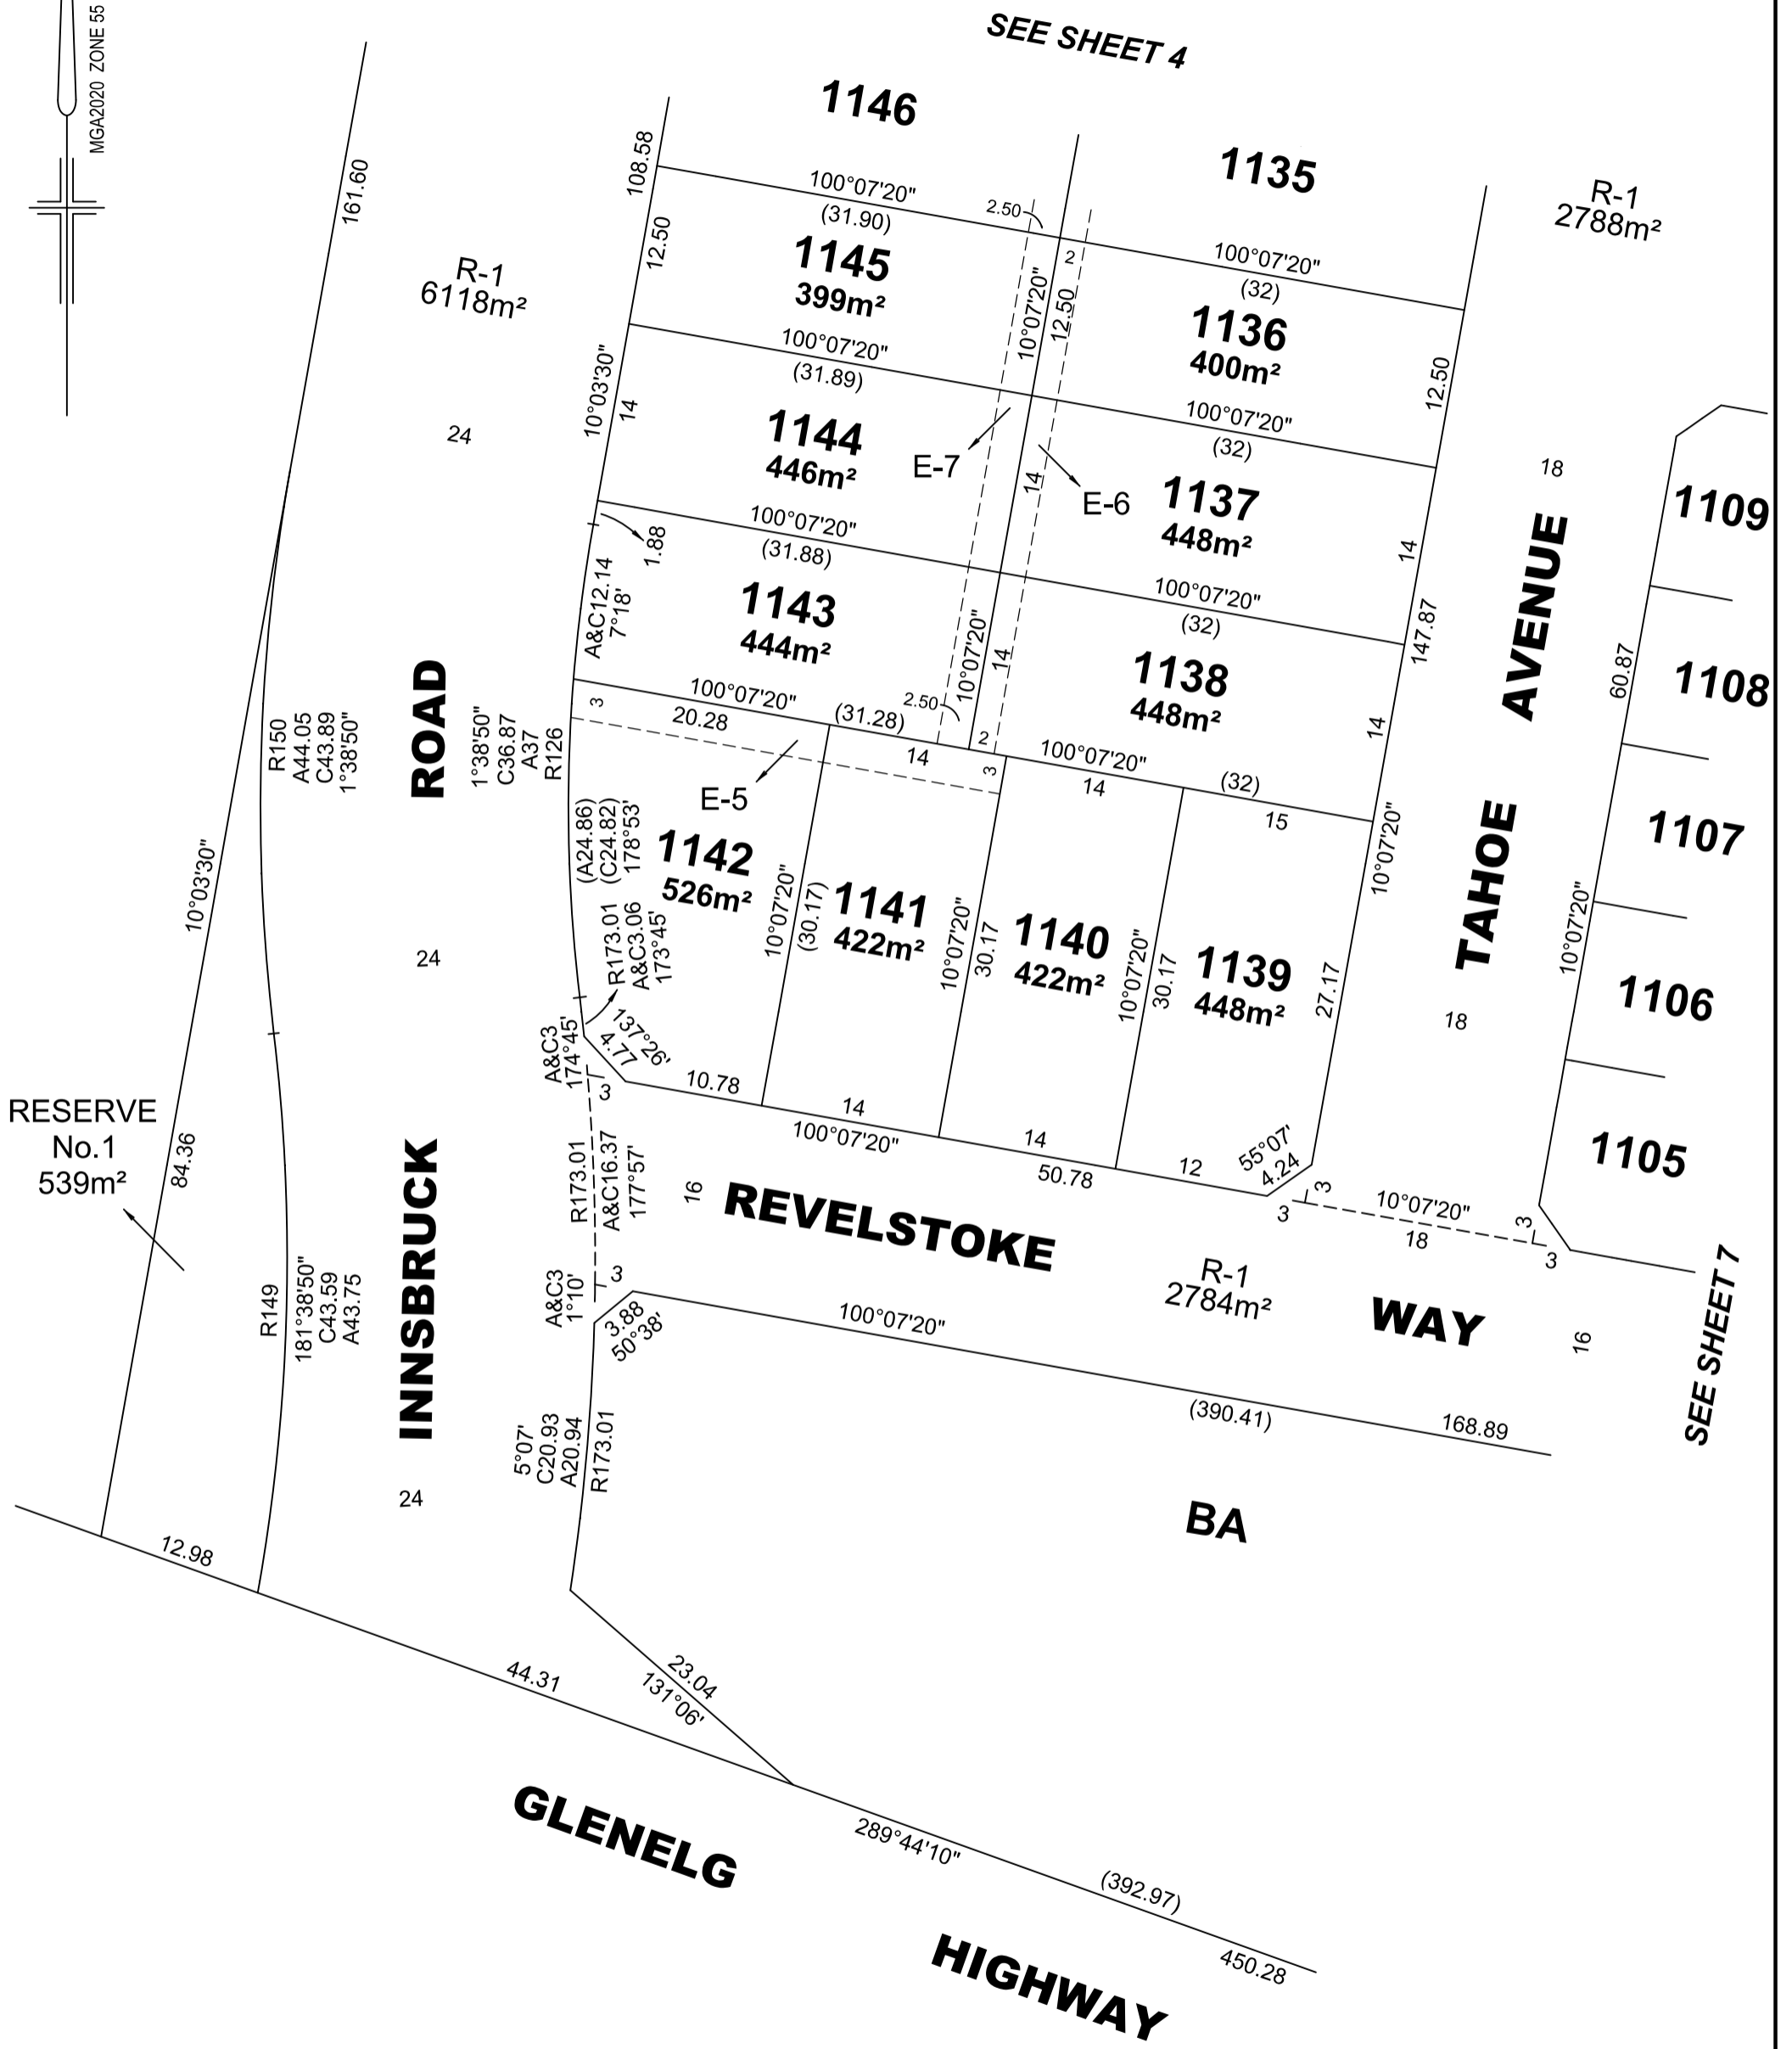 MGA2020 ZONE 55
SEE SHEET 4
1146
1135
R-1
2788m²
161.60
108.58
100°07'20"
(31.90)
2.50
12.50
1145
399m²
100°07'20"
(32)
2
10°07'20"
12.50
1136
400m²
12.50
R-1
6118m²
24
10°03'30"
14
100°07'20"
(31.89)
1144
446m²
E-7
100°07'20"
(32)
14
E-6
1137
448m²
14
18
1109
1.88
100°07'20"
(31.88)
A&C12.14
7°18'
1143
444m²
10°07'20"
14
100°07'20"
(32)
1138
448m²
14
147.87
TAHOE AVENUE
60.87
1108
R150
A44.05
C43.89
1°38'50"
INNSBRUCK ROAD
1°38'50"
C36.87
A37
R126
3
100°07'20"
20.28
(31.28)
2.50
14
2
3
100°07'20"
14
(32)
15
E-5
(A24.86)
(C24.82)
178°53'
1142
526m²
10°07'20"
(30.17)
1141
422m²
10°07'20"
30.17
1140
422m²
10°07'20"
30.17
1139
448m²
27.17
10°07'20"
1107
10°07'20"
1106
18
1105
10°03'30"
24
R173.01
A&C3.06
173°45'
137°26'
4.77
A&C3
174°45'
3
10.78
14
100°07'20"
14
50.78
12
55°07'
4.24
3
3
10°07'20"
18
3
3
RESERVE
No.1
539m²
84.36
R173.01
A&C16.37
177°57'
16
REVELSTOKE WAY
R-1
2784m²
16
SEE SHEET 7
R149
181°38'50"
C43.59
A43.75
A&C3
1°10'
3
3.88
50°38'
100°07'20"
(390.41)
168.89
5°07'
C20.93
A20.94
R173.01
24
BA
12.98
44.31
23.04
131°06'
289°44'10"
(392.97)
450.28
GLENELG HIGHWAY